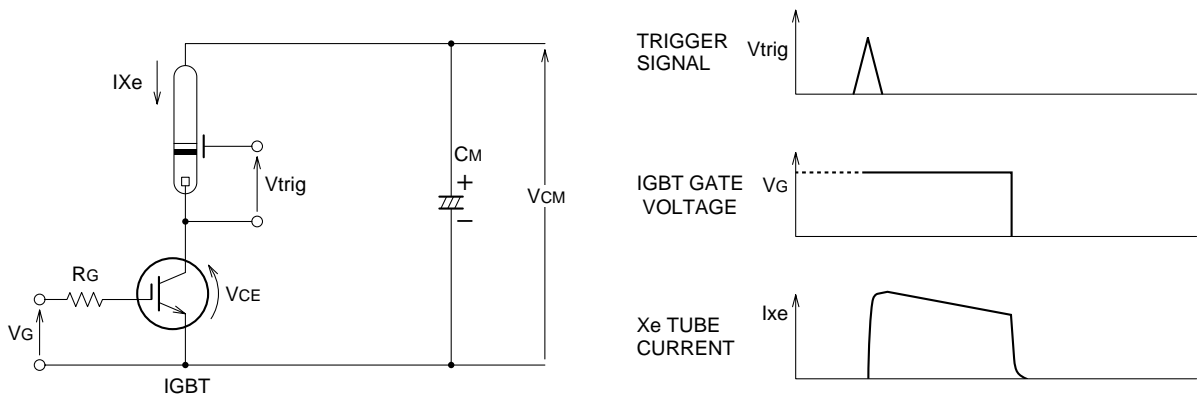 IXe
Vtrig
CM
+
−
VCM
RG
VCE
VG
IGBT
TRIGGER
SIGNAL
Vtrig
IGBT GATE
VOLTAGE
VG
Xe TUBE
CURRENT
Ixe